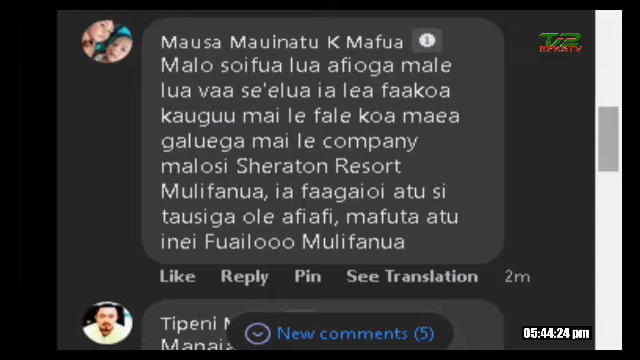 Mausa Mauinatu K Mafua
Malo soifua lua afioga male
lua vaa se'elua ia lea faakoa
kauguu mai le fale koa maea
galuega mai le company
malosi Sheraton Resort
Mulifanua, ia faagaioi atu si
tausiga ole afiafi, mafuta atu
inei Fuailooo Mulifanua
Like Reply Pin See Translation 2m
Tipeni
New comments (5)
05:44:24 pm